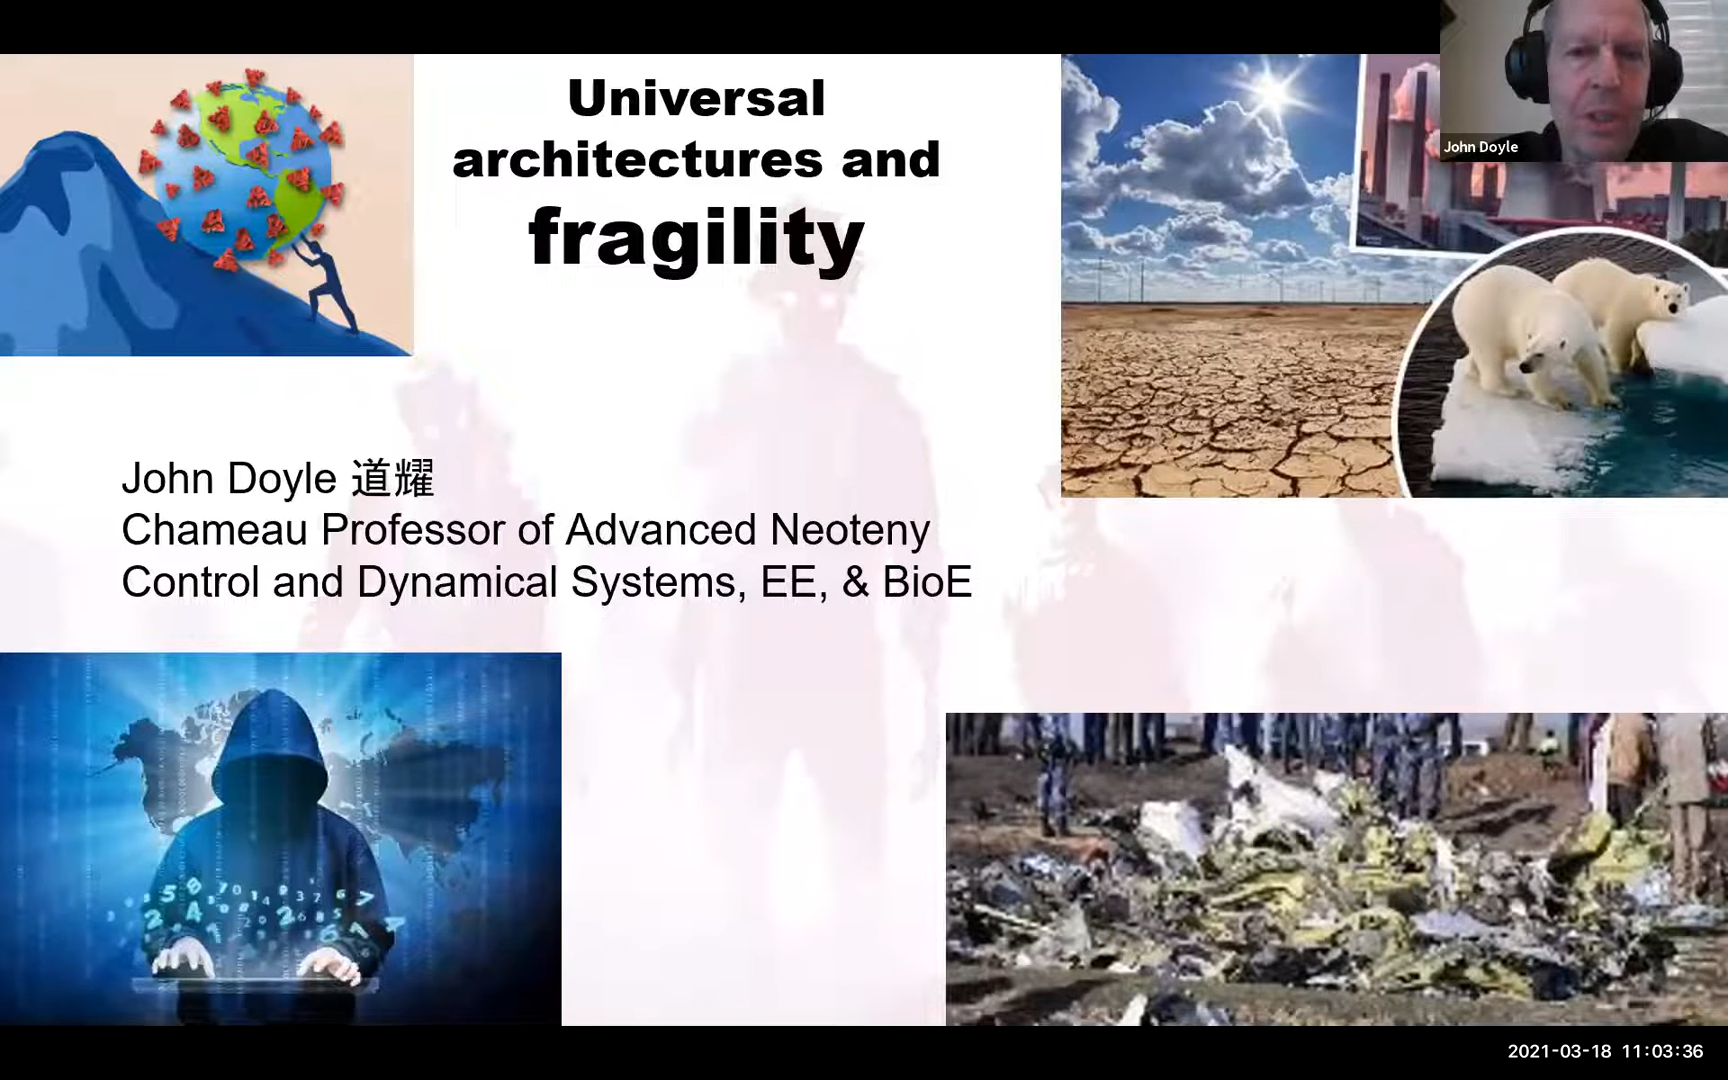 Universal
architectures and
fragility
John Doyle
John Doyle 道耀
Chameau Professor of Advanced Neoteny
Control and Dynamical Systems, EE, & BioE
2021-03-18 11:03:36